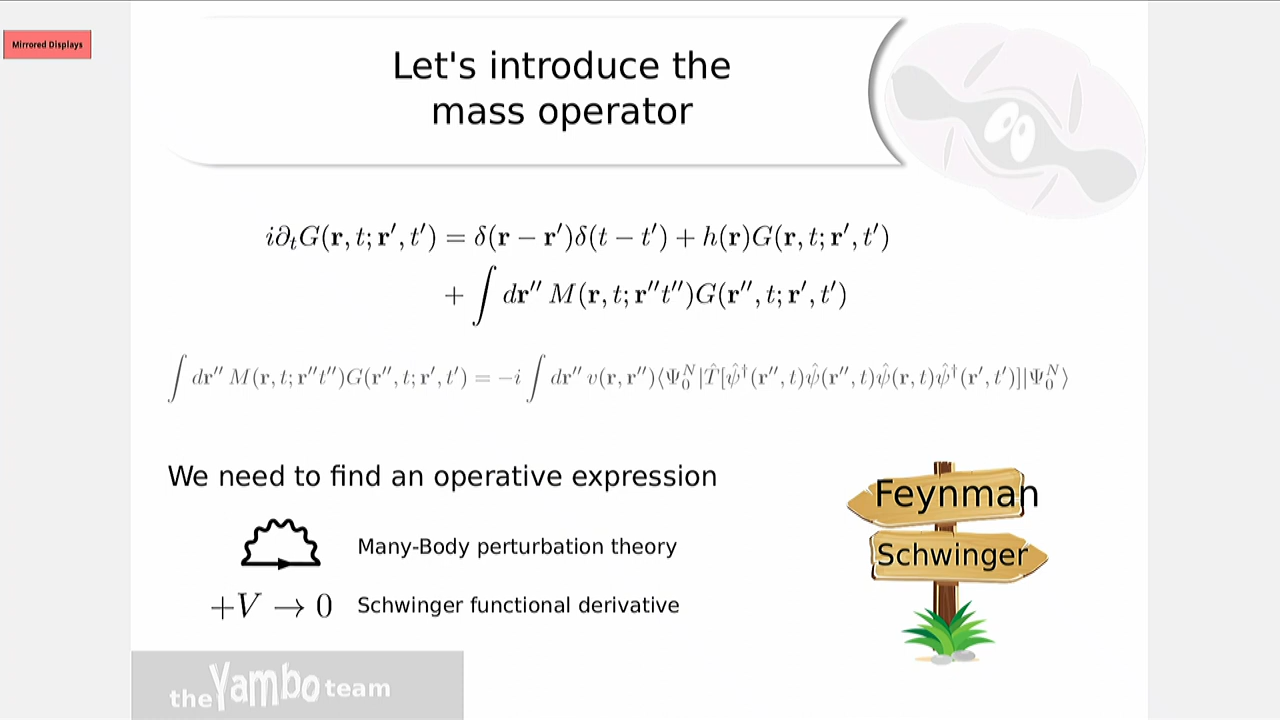 Mirrored Displays
Let's introduce the
mass operator
i∂ₜG(r, t; r′, t′) = δ(r − r′)δ(t − t′) + h(r)G(r, t; r′, t′)
+ ∫ dr″ M(r, t; r″t″)G(r″, t; r′, t′)
∫ dr″ M(r, t; r″t″)G(r″, t; r′, t′) = −i ∫ dr″ v(r, r″)⟨Ψ₀ᴺ|T̂[ψ̂†(r″, t)ψ̂(r″, t)ψ̂(r, t)ψ̂†(r′, t′)]|Ψ₀ᴺ⟩
We need to find an operative expression
Feynman
Many-Body perturbation theory
Schwinger
+V → 0 Schwinger functional derivative
the Yambo team